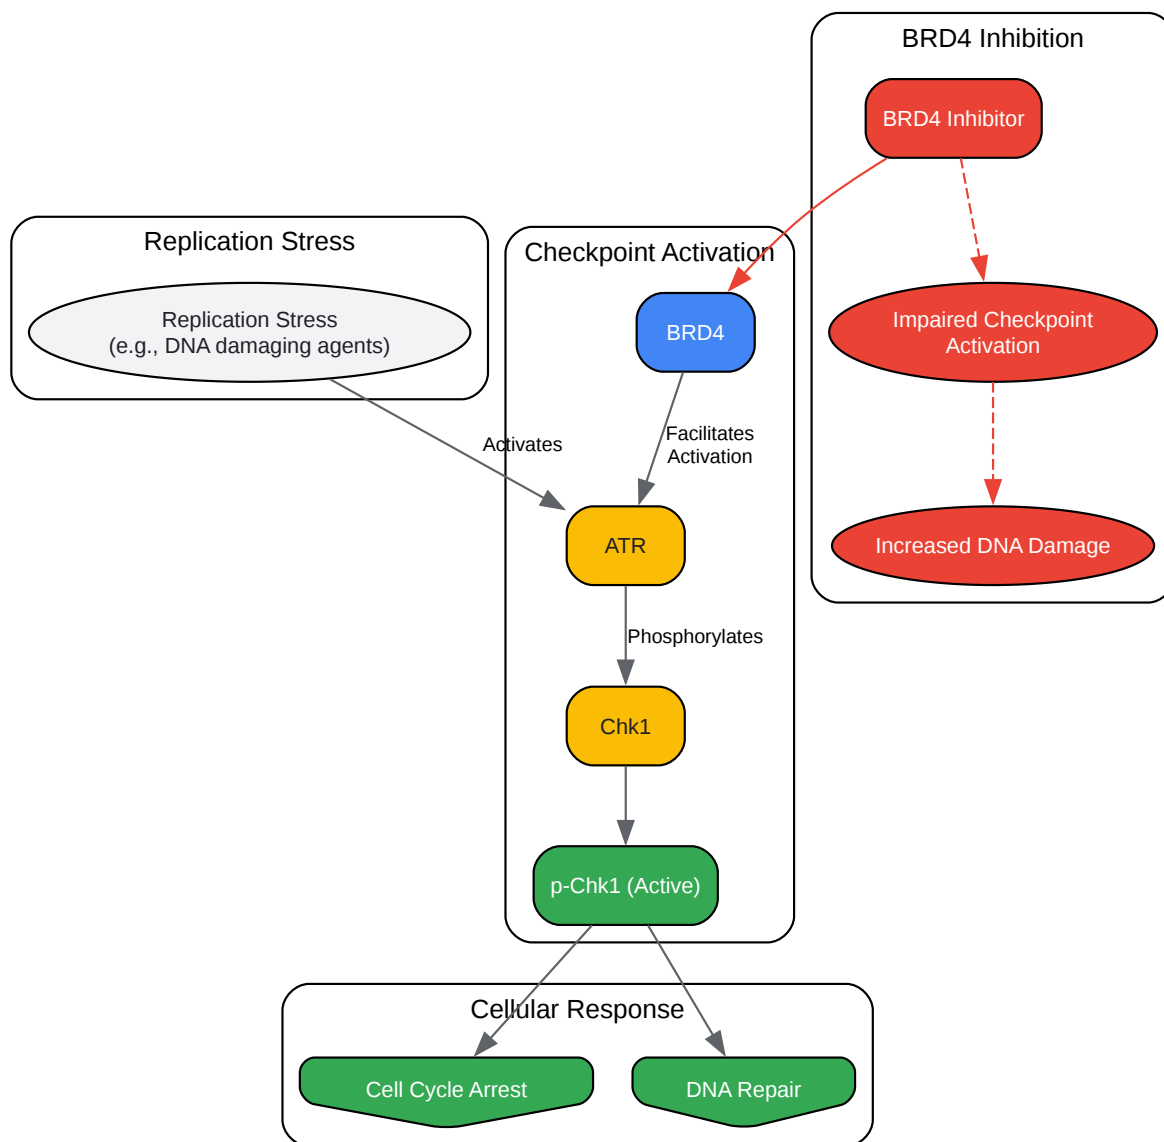 BRD4 Inhibition
BRD4 Inhibitor
Replication Stress
Checkpoint Activation
Replication Stress
(e.g., DNA damaging agents)
BRD4
Impaired Checkpoint
Activation
Activates
Facilitates
Activation
ATR
Increased DNA Damage
Phosphorylates
Chk1
p-Chk1 (Active)
Cellular Response
Cell Cycle Arrest
DNA Repair